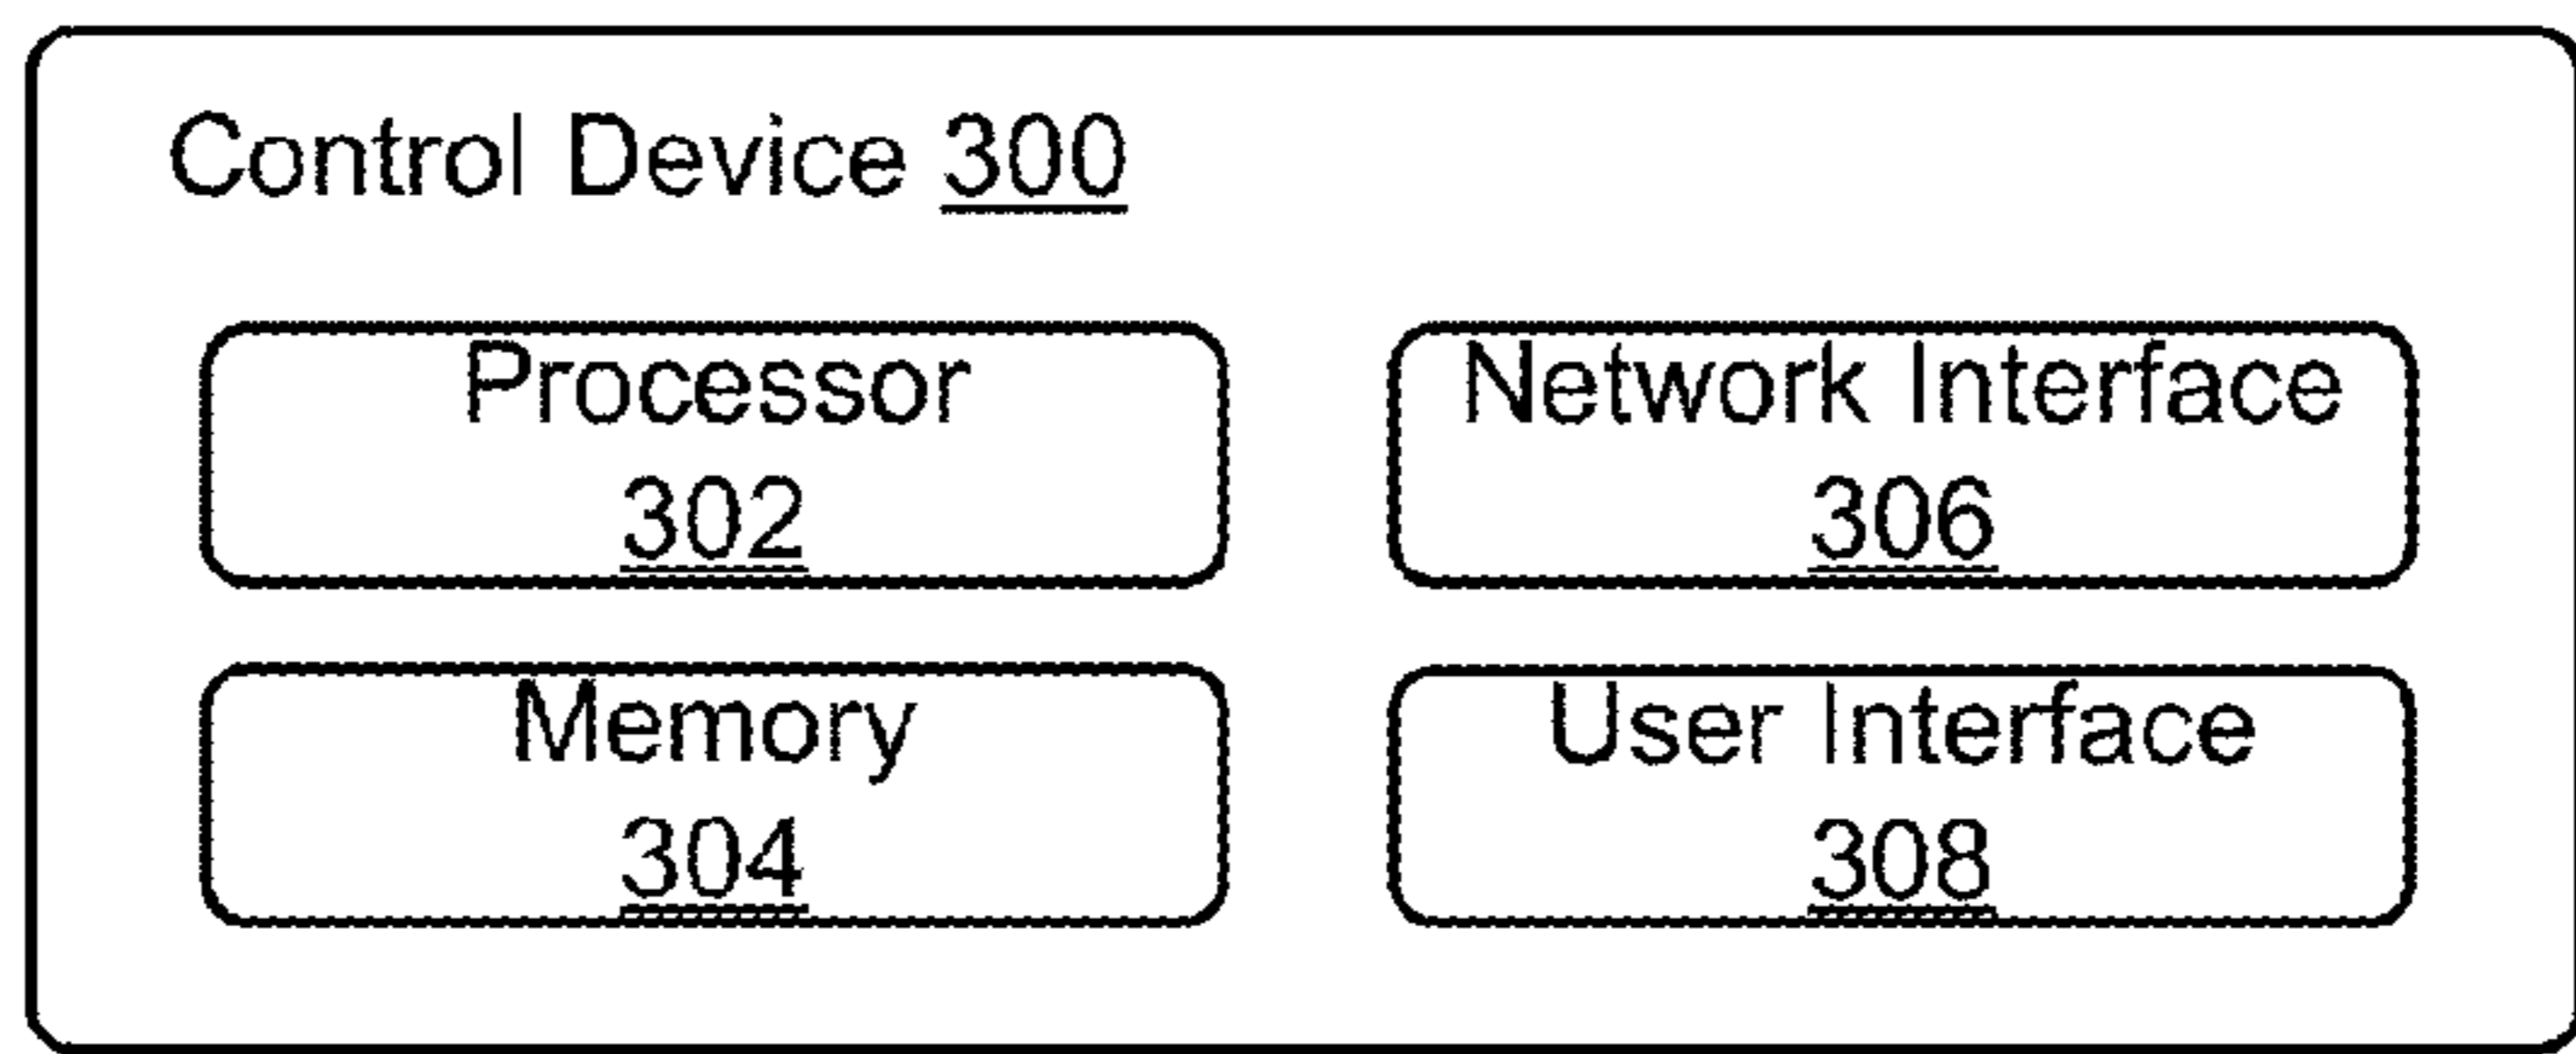 Control Device 300
Processor
302
Network Interface
306
Memory
304
User Interface
308